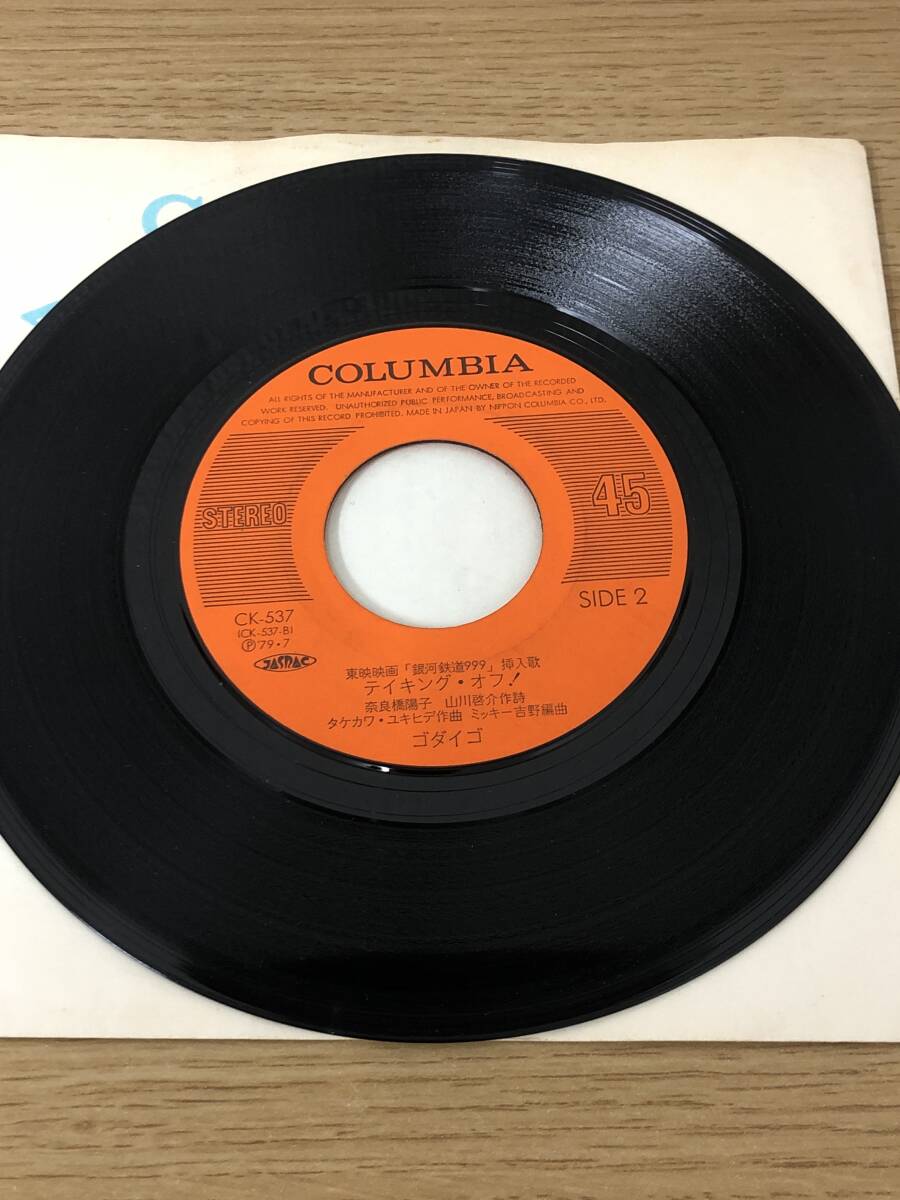 COLUMBIA
ALL RIGHTS OF THE MANUFACTURER AND OF THE OWNER OF THE RECORDED
WORK RESERVED. UNAUTHORIZED PUBLIC PERFORMANCE, BROADCASTING AND
COPYING OF THIS RECORD PROHIBITED. MADE IN JAPAN BY NIPPON COLUMBIA CO., LTD.
STEREO
45
CK-537
(CK-537-B)
Ⓟ'79・7
JASRAC
SIDE 2
東映映画「銀河鉄道999」挿入歌
テイキング・オフ!
奈良橋陽子 山川啓介作詩
タケカワ・ユキヒデ作曲 ミッキー吉野編曲
ゴダイゴ